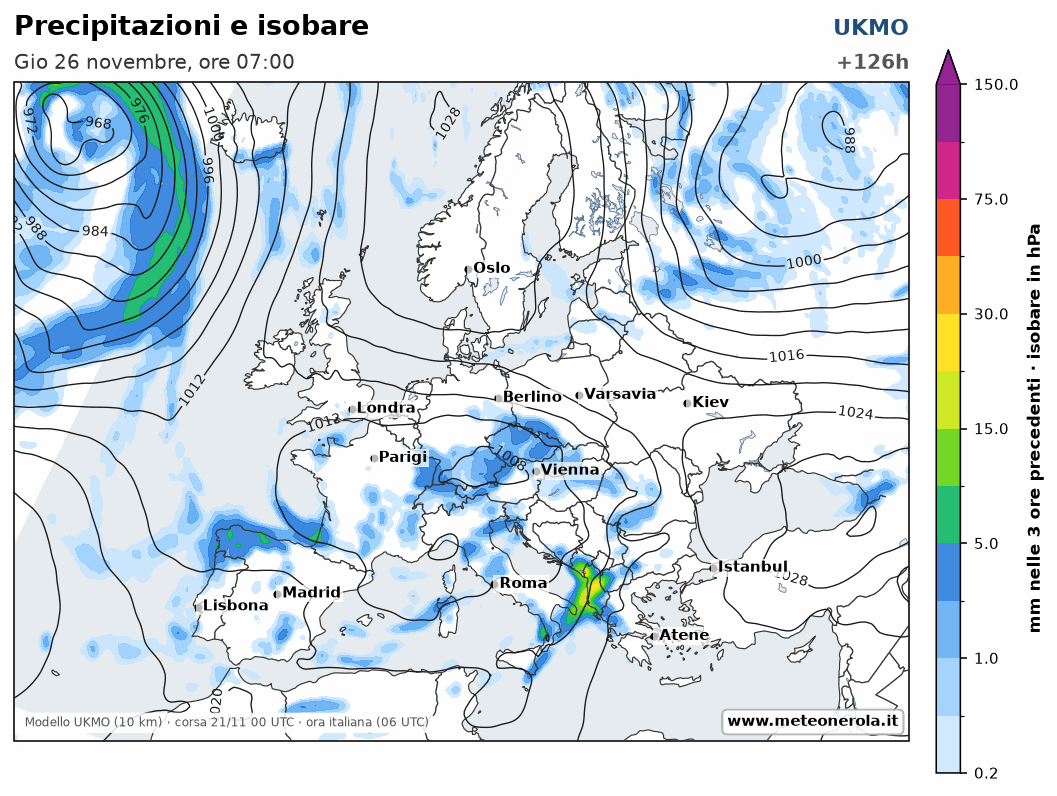 Precipitazioni e isobare
UKMO
Gio 26 novembre, ore 07:00
+126h
150.0
75.0
30.0
15.0
5.0
1.0
0.2
mm nelle 3 ore precedenti · isobare in hPa
972
968
976
1000
996
1028
988
988
984
1000
1012
1016
1024
1012
1008
1028
020
Oslo
Londra
Berlino
Varsavia
Kiev
Parigi
Vienna
Roma
Istanbul
Madrid
Lisbona
Atene
Modello UKMO (10 km) · corsa 21/11 00 UTC · ora italiana (06 UTC)
www.meteonerola.it